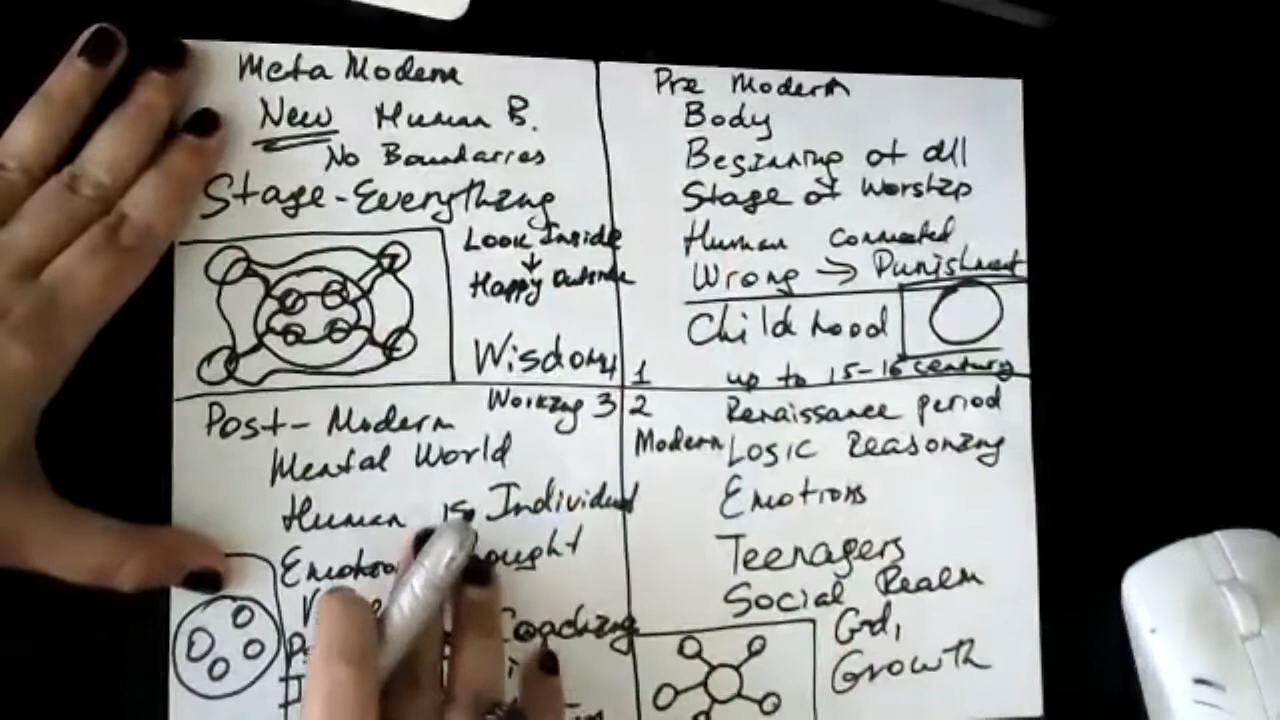 Meta Modern
New Human B.
No Boundaries
Stage - Everything
Look Inside
↓
Happy Outside
Wisdom 4
Pre Modern
Body
Beginning of all
Stage of Worship
Human connected
Wrong → Punishment
Childhood
1 up to 15-16 century
Working 3
Post - Modern
Mental World
Human is Individual
Coaching
2 Renaissance period
Modern Logic Reasoning
Emotions
Teenagers
Social Realm
God,
Growth